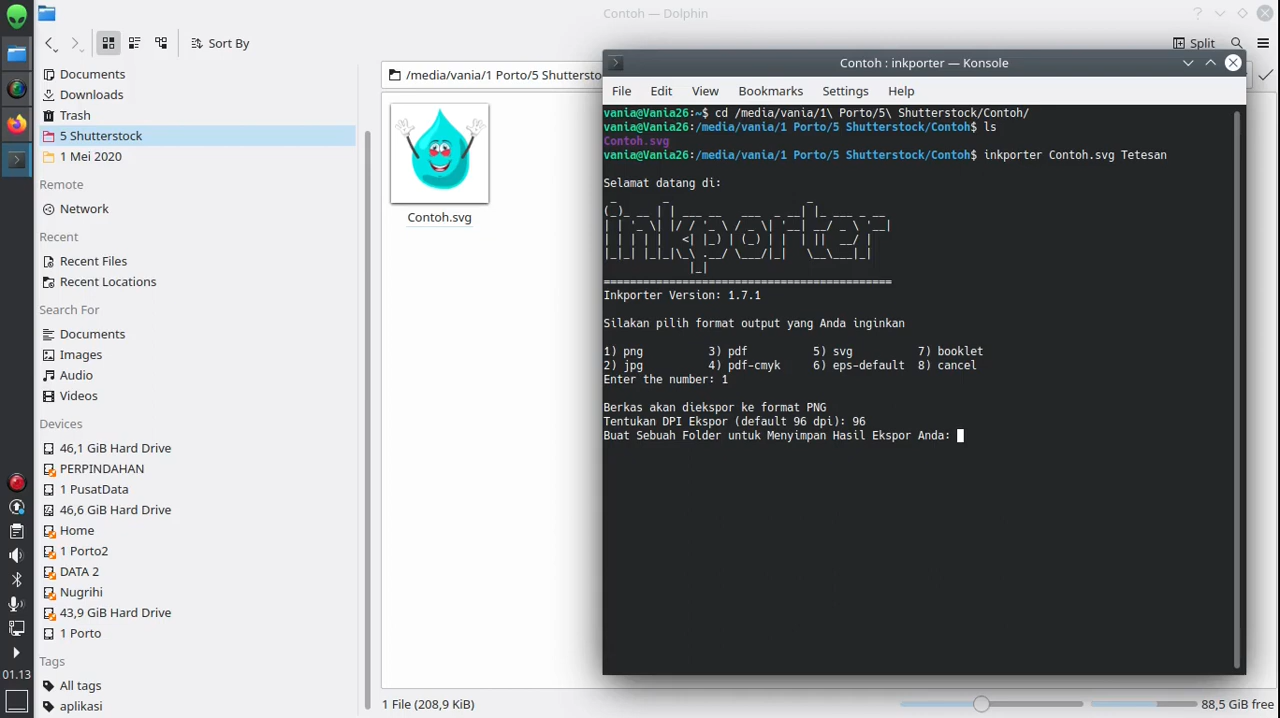 Contoh — Dolphin
Sort By
Split
Documents
Downloads
Trash
5 Shutterstock
1 Mei 2020
Remote
Network
Recent
Recent Files
Recent Locations
Search For
Documents
Images
Audio
Videos
Devices
46,1 GiB Hard Drive
PERPINDAHAN
1 PusatData
46,6 GiB Hard Drive
Home
1 Porto2
DATA 2
Nugrihi
43,9 GiB Hard Drive
1 Porto
Tags
All tags
aplikasi
01.13
/media/vania/1 Porto/5 Shuttersto
Contoh.svg
1 File (208,9 KiB)
88,5 GiB free
Contoh : inkporter — Konsole
File Edit View Bookmarks Settings Help
vania@Vania26:~$ cd /media/vania/1\ Porto/5\ Shutterstock/Contoh/
vania@Vania26:/media/vania/1 Porto/5 Shutterstock/Contoh$ ls
Contoh.svg
vania@Vania26:/media/vania/1 Porto/5 Shutterstock/Contoh$ inkporter Contoh.svg Tetesan
Selamat datang di:
inkporter
============================================
Inkporter Version: 1.7.1
Silakan pilih format output yang Anda inginkan
1) png 3) pdf 5) svg 7) booklet
2) jpg 4) pdf-cmyk 6) eps-default 8) cancel
Enter the number: 1
Berkas akan diekspor ke format PNG
Tentukan DPI Ekspor (default 96 dpi): 96
Buat Sebuah Folder untuk Menyimpan Hasil Ekspor Anda: